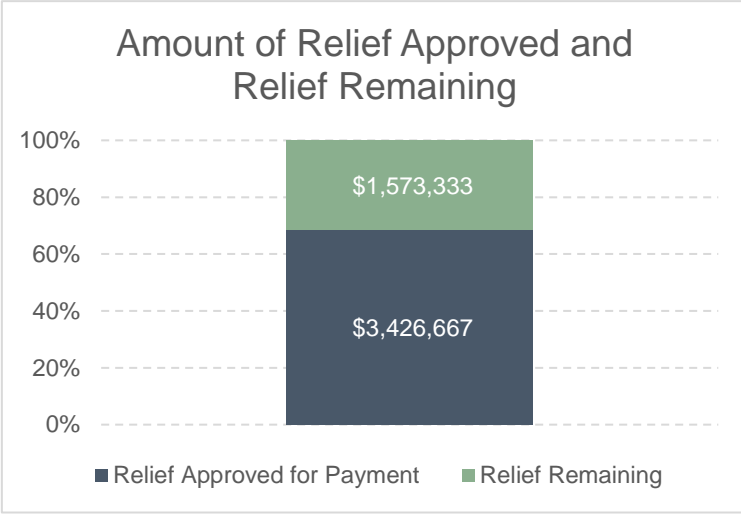 Amount of Relief Approved and
Relief Remaining
100%
80%
60%
40%
20%
0%
$1,573,333
$3,426,667
Relief Approved for Payment
Relief Remaining